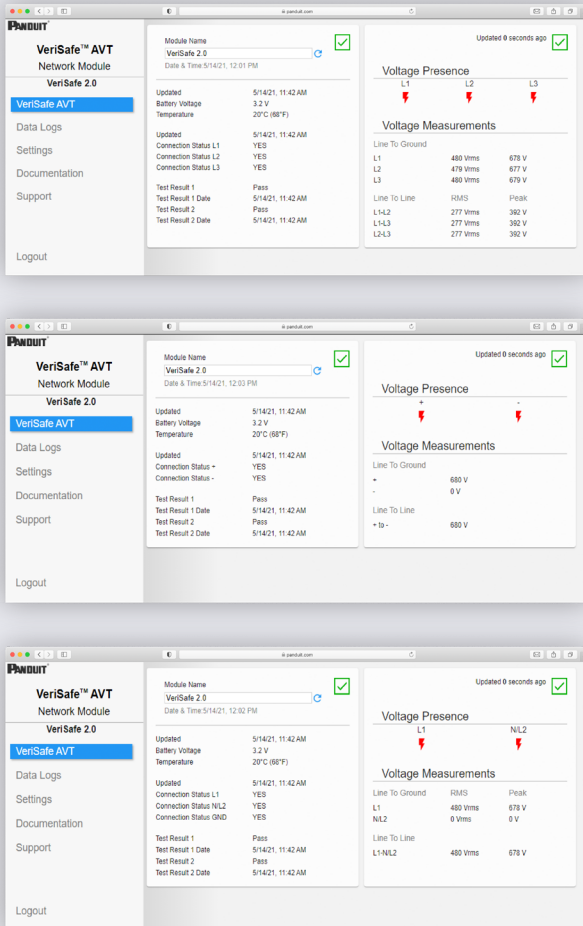 panduit.com
PANDUIT
VeriSafe™ AVT
Network Module
VeriSafe 2.0
VeriSafe AVT
Data Logs
Settings
Documentation
Support
Logout
Module Name
VeriSafe 2.0
Date & Time:5/14/21, 12:01 PM
Updated 5/14/21, 11:42 AM
Battery Voltage 3.2 V
Temperature 20°C (68°F)
Updated 5/14/21, 11:42 AM
Connection Status L1 YES
Connection Status L2 YES
Connection Status L3 YES
Test Result 1 Pass
Test Result 1 Date 5/14/21, 11:42 AM
Test Result 2 Pass
Test Result 2 Date 5/14/21, 11:42 AM
Updated 0 seconds ago
Voltage Presence
L1 L2 L3
Voltage Measurements
Line To Ground
L1 480 Vrms 678 V
L2 479 Vrms 677 V
L3 480 Vrms 679 V
Line To Line RMS Peak
L1-L2 277 Vrms 392 V
L1-L3 277 Vrms 392 V
L2-L3 277 Vrms 392 V
panduit.com
PANDUIT
VeriSafe™ AVT
Network Module
VeriSafe 2.0
VeriSafe AVT
Data Logs
Settings
Documentation
Support
Logout
Module Name
VeriSafe 2.0
Date & Time:5/14/21, 12:03 PM
Updated 5/14/21, 11:42 AM
Battery Voltage 3.2 V
Temperature 20°C (68°F)
Updated 5/14/21, 11:42 AM
Connection Status + YES
Connection Status - YES
Test Result 1 Pass
Test Result 1 Date 5/14/21, 11:42 AM
Test Result 2 Pass
Test Result 2 Date 5/14/21, 11:42 AM
Updated 0 seconds ago
Voltage Presence
+ -
Voltage Measurements
Line To Ground
+ 680 V
- 0 V
Line To Line
+ to - 680 V
panduit.com
PANDUIT
VeriSafe™ AVT
Network Module
VeriSafe 2.0
VeriSafe AVT
Data Logs
Settings
Documentation
Support
Logout
Module Name
VeriSafe 2.0
Date & Time:5/14/21, 12:02 PM
Updated 5/14/21, 11:42 AM
Battery Voltage 3.2 V
Temperature 20°C (68°F)
Updated 5/14/21, 11:42 AM
Connection Status L1 YES
Connection Status N/L2 YES
Connection Status GND YES
Test Result 1 Pass
Test Result 1 Date 5/14/21, 11:42 AM
Test Result 2 Pass
Test Result 2 Date 5/14/21, 11:42 AM
Updated 0 seconds ago
Voltage Presence
L1 N/L2
Voltage Measurements
Line To Ground RMS Peak
L1 480 Vrms 678 V
N/L2 0 Vrms 0 V
Line To Line
L1-N/L2 480 Vrms 678 V